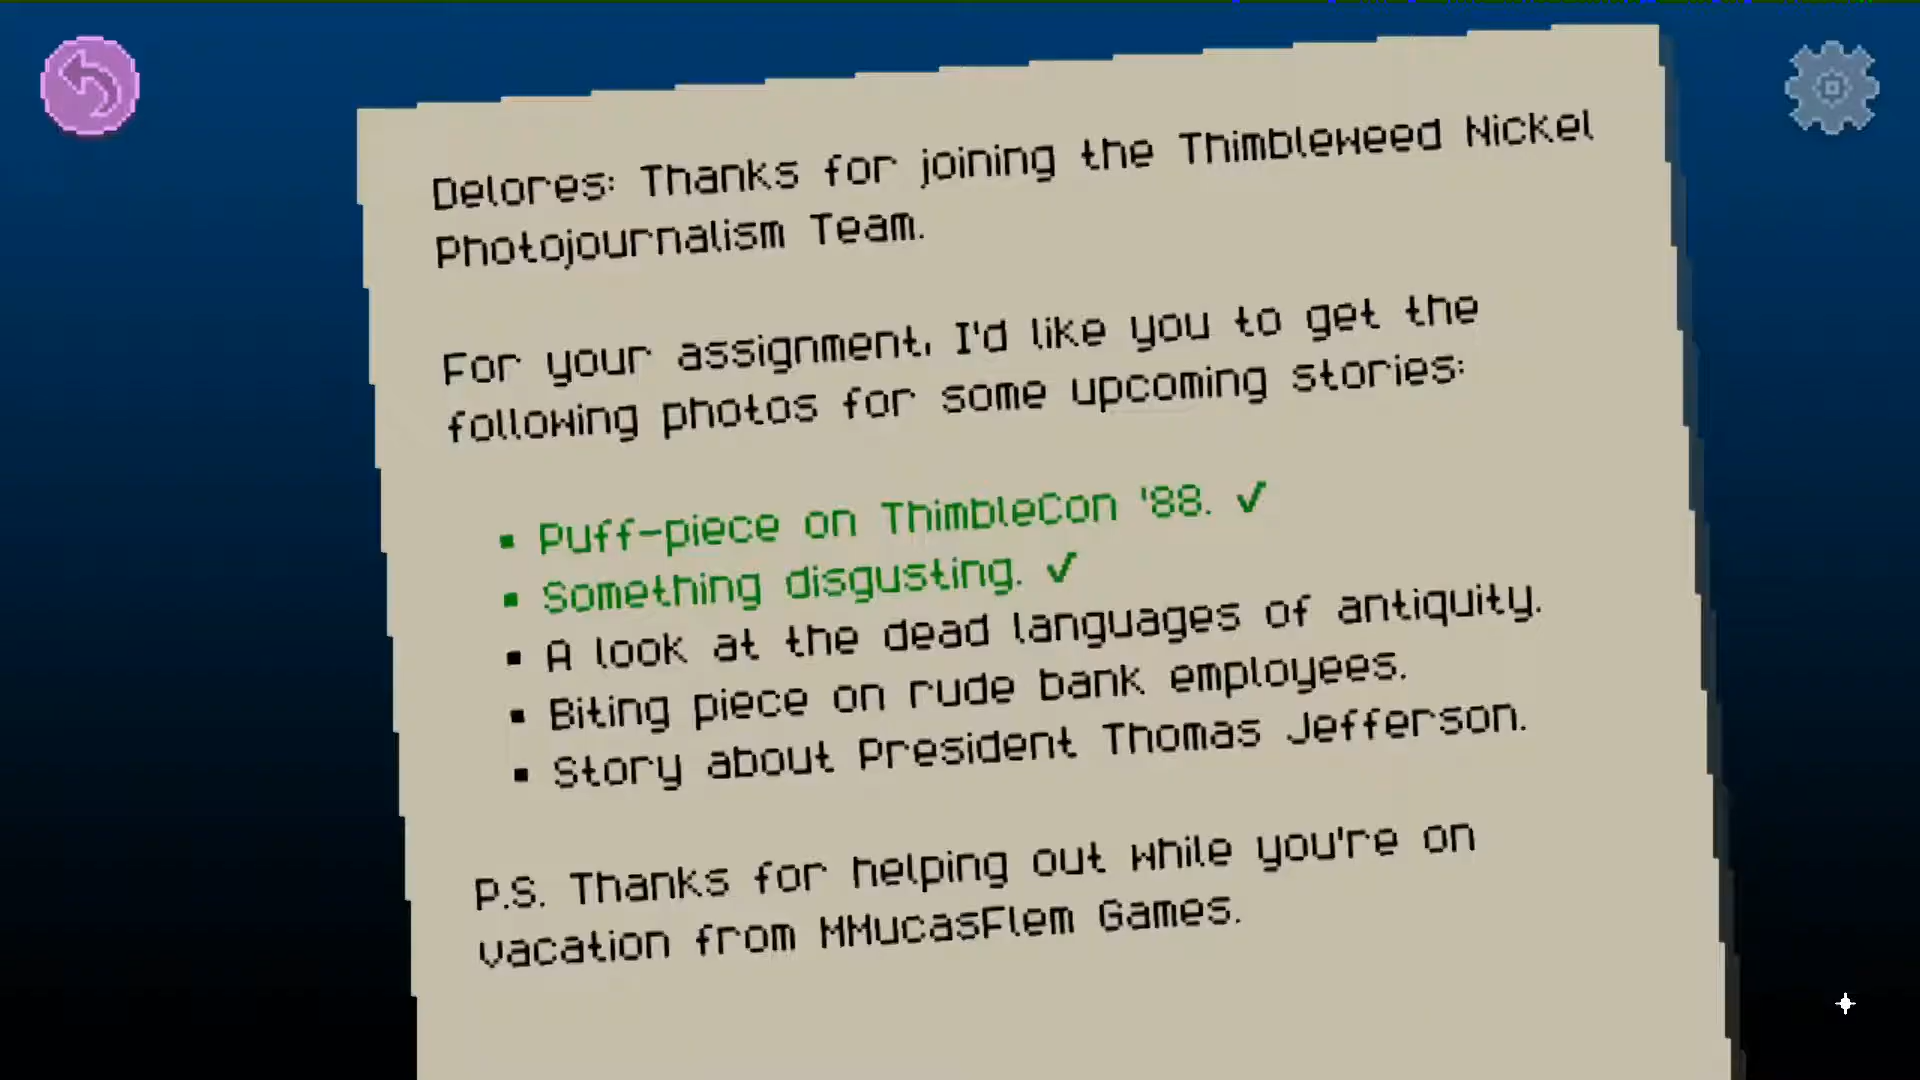 Delores: Thanks for joining the Thimbleweed Nickel
Photojournalism Team.
For your assignment, I'd like you to get the
following photos for some upcoming stories:
▪ Puff-piece on ThimbleCon '88. ✓
▪ Something disgusting. ✓
▪ A look at the dead languages of antiquity.
▪ Biting piece on rude bank employees.
▪ Story about President Thomas Jefferson.
P.S. Thanks for helping out while you're on
vacation from MMucasFlem Games.